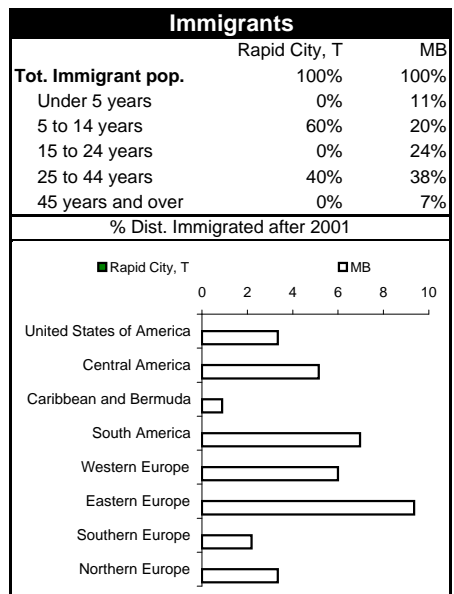 Immigrants
Rapid City, T MB
Tot. Immigrant pop. 100% 100%
Under 5 years 0% 11%
5 to 14 years 60% 20%
15 to 24 years 0% 24%
25 to 44 years 40% 38%
45 years and over 0% 7%
% Dist. Immigrated after 2001
Rapid City, T MB
0 2 4 6 8 10
United States of America
Central America
Caribbean and Bermuda
South America
Western Europe
Eastern Europe
Southern Europe
Northern Europe